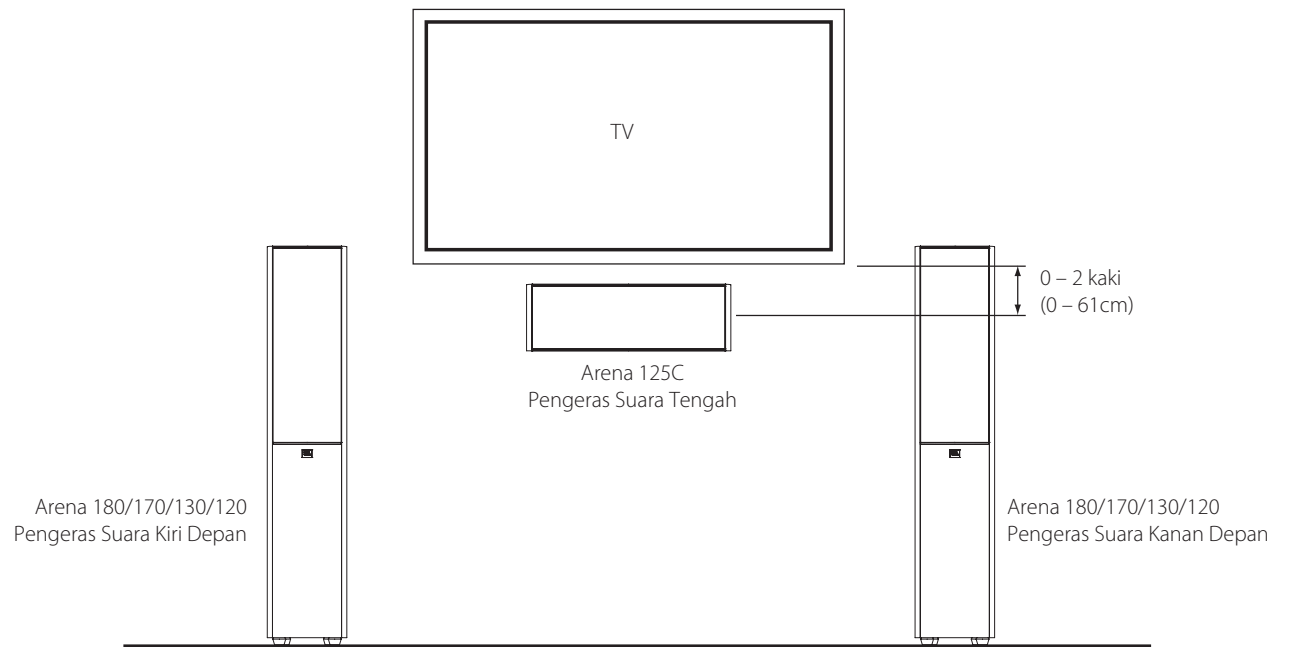 TV
0 – 2 kaki
(0 – 61cm)
Arena 125C
Pengeras Suara Tengah
Arena 180/170/130/120
Pengeras Suara Kiri Depan
Arena 180/170/130/120
Pengeras Suara Kanan Depan